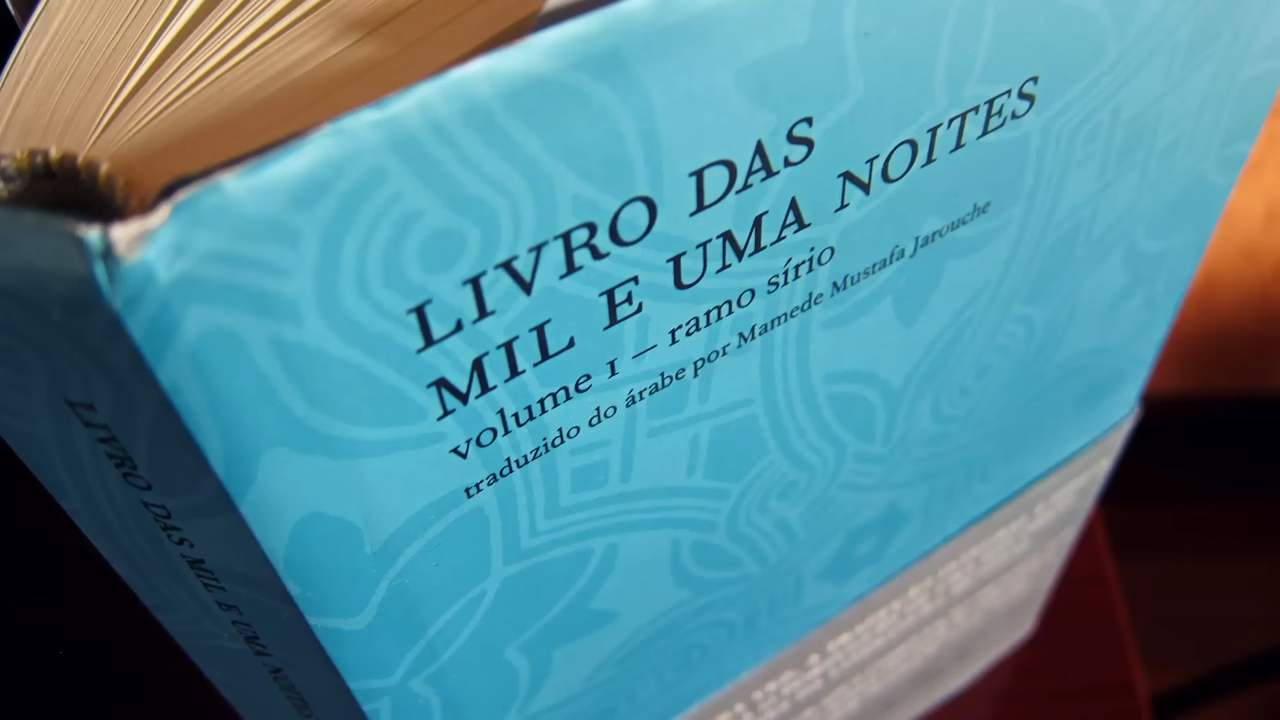 LIVRO DAS
MIL E UMA NOITES
volume 1 – ramo sírio
traduzido do árabe por Mamede Mustafa Jarouche
LIVRO DAS MIL E UMA NOITES